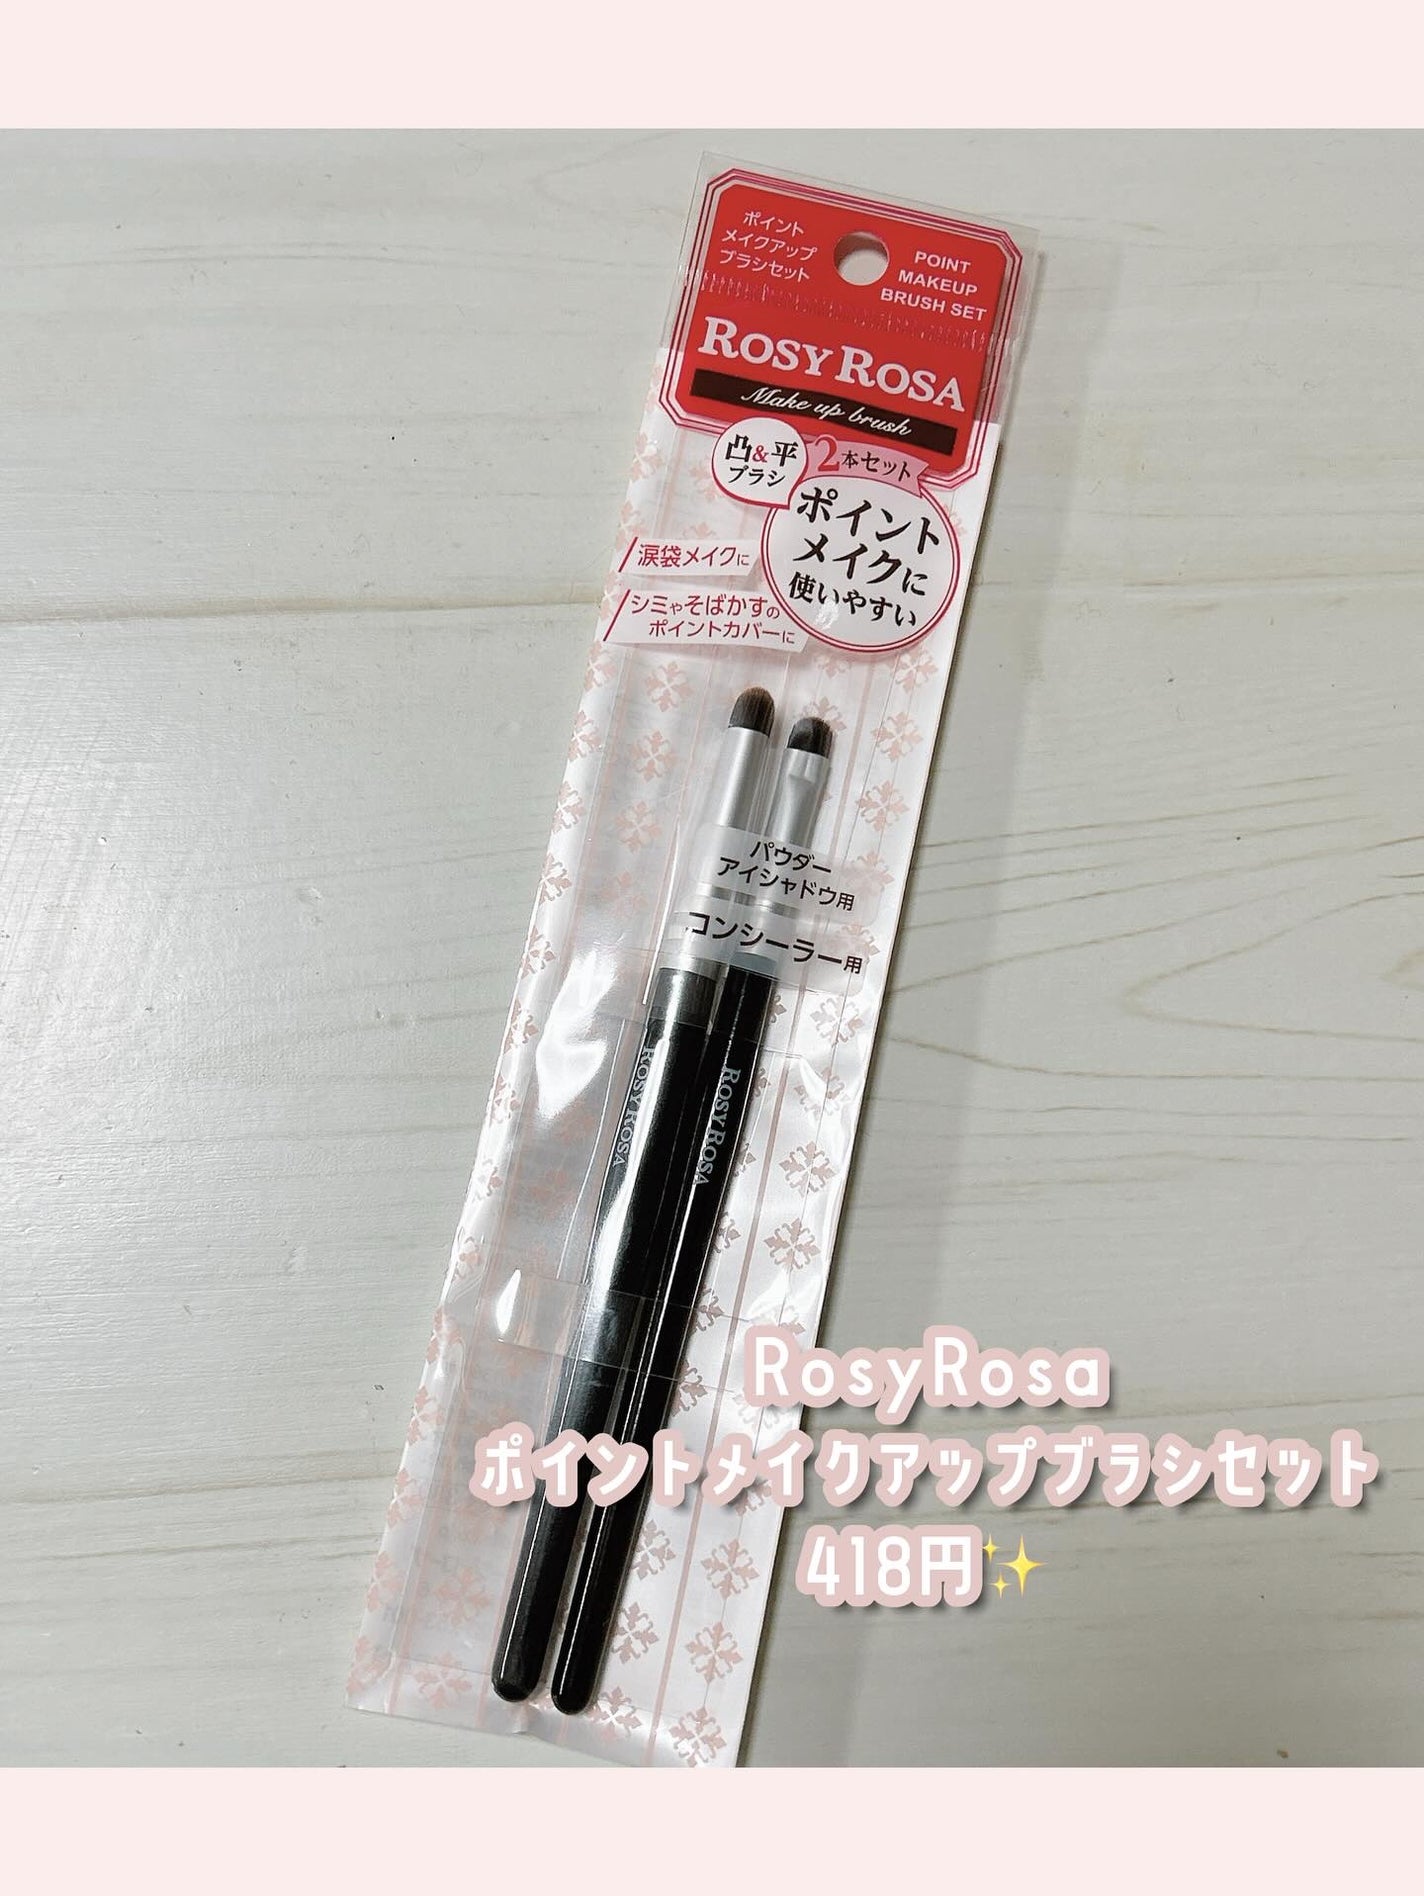 ポイント
メイクアップ
ブラシセット
POINT
MAKEUP
BRUSH SET
ROSY ROSA
Make up brush
凸&平
ブラシ
2本セット
ポイント
メイクに
使いやすい
涙袋メイクに
シミやそばかすの
ポイントカバーに
パウダー
アイシャドウ用
コンシーラー用
ROSY ROSA
ROSY ROSA
RosyRosa
ポイントメイクアップブラシセット
418円✨